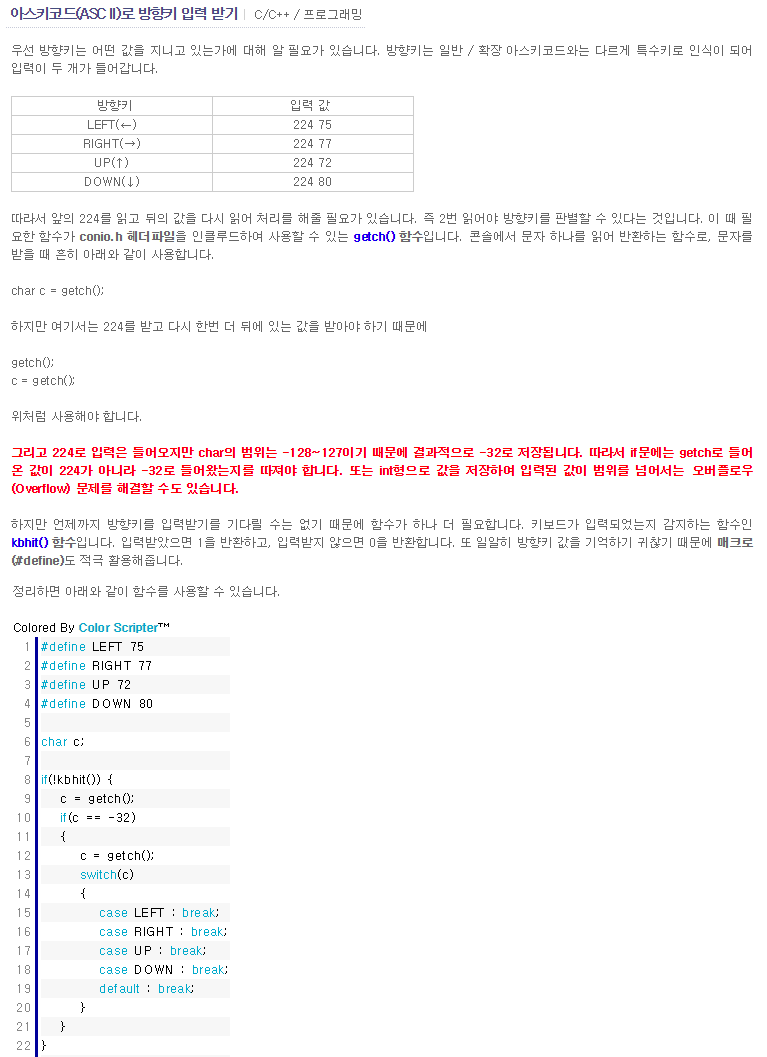 아스키코드(ASCII)로 방향키 입력 받기 | C/C++ / 프로그래밍
우선 방향키는 어떤 값을 지니고 있는가에 대해 알 필요가 있습니다. 방향키는 일반 / 확장 아스키코드와는 다르게 특수키로 인식이 되어
입력이 두 개가 들어갑니다.
방향키 입력 값
LEFT(←) 224 75
RIGHT(→) 224 77
UP(↑) 224 72
DOWN(↓) 224 80
따라서 앞의 224를 읽고 뒤의 값을 다시 읽어 처리를 해줄 필요가 있습니다. 즉 2번 읽어야 방향키를 판별할 수 있다는 것입니다. 이 때 필
요한 함수가 conio.h 헤더파일을 인클루드하여 사용할 수 있는 getch() 함수입니다. 콘솔에서 문자 하나를 읽어 반환하는 함수로, 문자를
받을 때 흔히 아래와 같이 사용합니다.
char c = getch();
하지만 여기서는 224를 받고 다시 한번 더 뒤에 있는 값을 받아야 하기 때문에
getch();
c = getch();
위처럼 사용해야 합니다.
그리고 224로 입력은 들어오지만 char의 범위는 -128~127이기 때문에 결과적으로 -32로 저장됩니다. 따라서 if문에는 getch로 들어
온 값이 224가 아니라 -32로 들어왔는지를 따져야 합니다. 또는 int형으로 값을 저장하여 입력된 값이 범위를 넘어서는 오버플로우
(Overflow) 문제를 해결할 수도 있습니다.
하지만 언제까지 방향키를 입력받기를 기다릴 수는 없기 때문에 함수가 하나 더 필요합니다. 키보드가 입력되었는지 감지하는 함수인
kbhit() 함수입니다. 입력받았으면 1을 반환하고, 입력받지 않으면 0을 반환합니다. 또 일일히 방향키 값을 기억하기 귀찮기 때문에 매크로
(#define)도 적극 활용해줍니다.
정리하면 아래와 같이 함수를 사용할 수 있습니다.
Colored By Color Scripter™
1 #define LEFT 75
2 #define RIGHT 77
3 #define UP 72
4 #define DOWN 80
5
6 char c;
7
8 if(!kbhit()) {
9 c = getch();
10 if(c == -32)
11 {
12 c = getch();
13 switch(c)
14 {
15 case LEFT : break;
16 case RIGHT : break;
17 case UP : break;
18 case DOWN : break;
19 default : break;
20 }
21 }
22 }